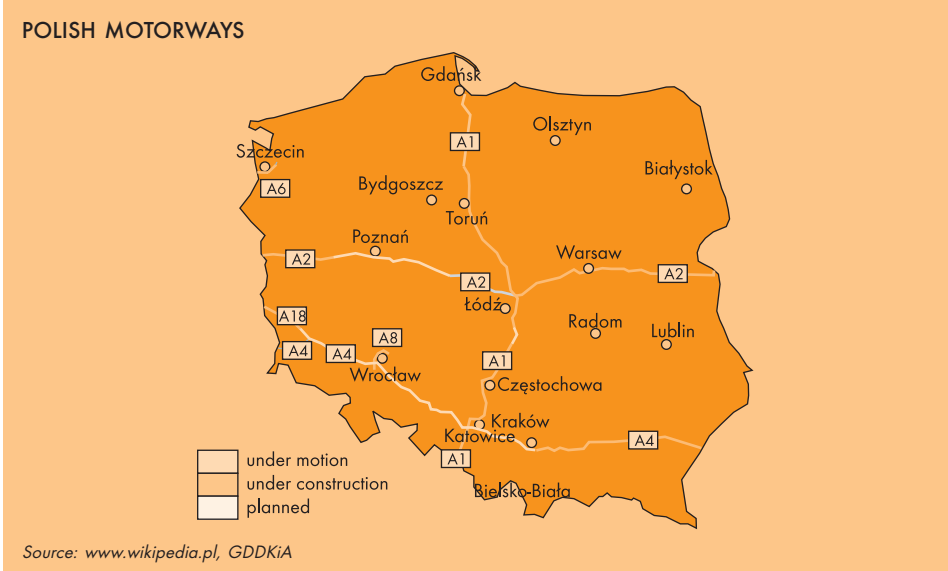 POLISH MOTORWAYS
Gdańsk
A1
Olsztyn
Szczecin
A6
Białystok
Bydgoszcz
Toruń
Poznań
A2
Warsaw
A2
A2
Łódź
A18
Radom
Lublin
A8
A4
A4
Wrocław
A1
Częstochowa
Kraków
Katowice
A4
A1
Bielsko-Biała
under motion
under construction
planned
Source: www.wikipedia.pl, GDDKiA